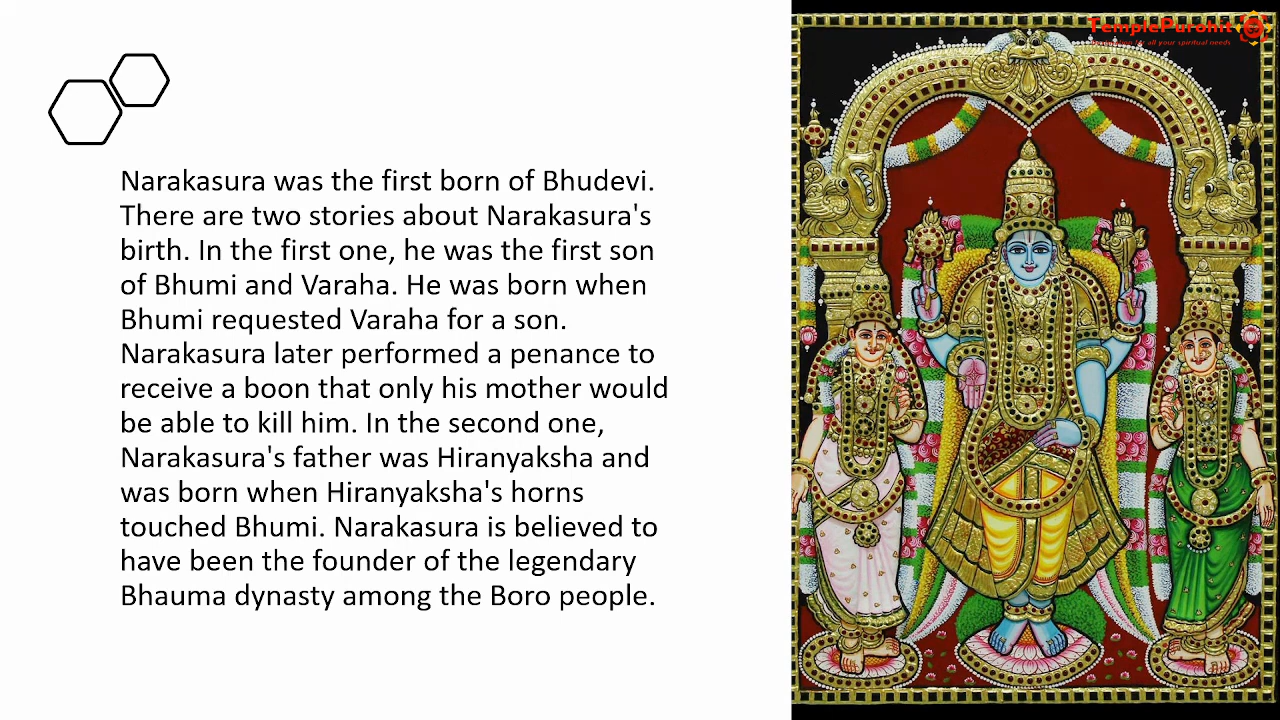 TemplePurohit
Narakasura was the first born of Bhudevi.
There are two stories about Narakasura's
birth. In the first one, he was the first son
of Bhumi and Varaha. He was born when
Bhumi requested Varaha for a son.
Narakasura later performed a penance to
receive a boon that only his mother would
be able to kill him. In the second one,
Narakasura's father was Hiranyaksha and
was born when Hiranyaksha's horns
touched Bhumi. Narakasura is believed to
have been the founder of the legendary
Bhauma dynasty among the Boro people.